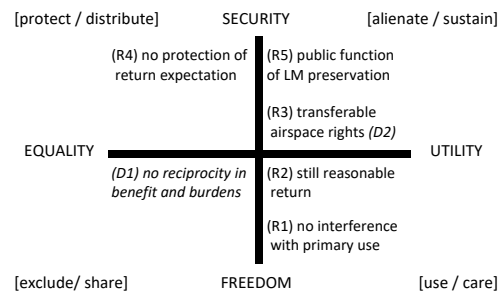 [protect / distribute] SECURITY [alienate / sustain]
(R4) no protection of
return expectation
(R5) public function
of LM preservation
(R3) transferable
airspace rights (D2)
EQUALITY UTILITY
(D1) no reciprocity in
benefit and burdens
(R2) still reasonable
return
(R1) no interference
with primary use
[exclude/ share] FREEDOM [use / care]